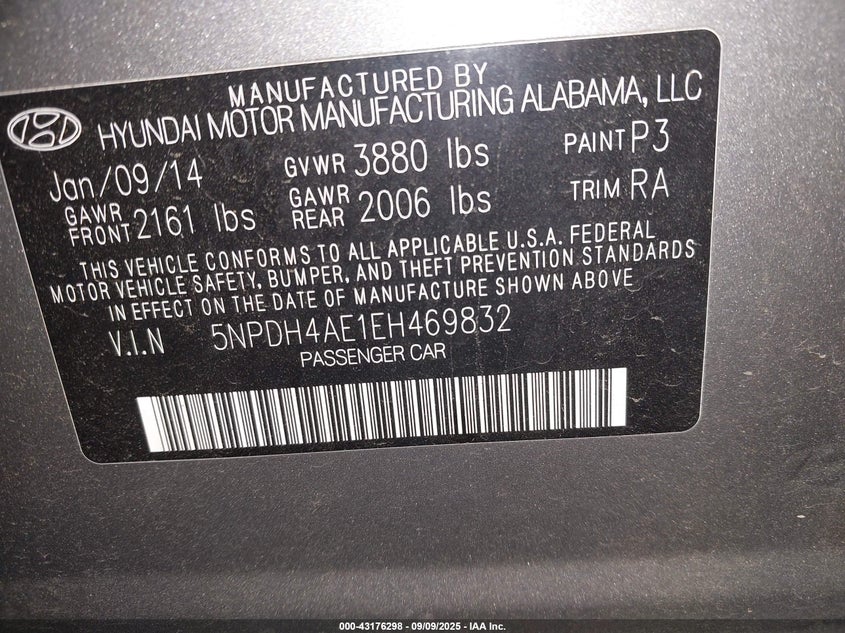 MANUFACTURED BY
HYUNDAI MOTOR MANUFACTURING ALABAMA, LLC
Jan/09/14 GVWR 3880 lbs PAINT P3
GAWR FRONT 2161 lbs GAWR REAR 2006 lbs TRIM RA
THIS VEHICLE CONFORMS TO ALL APPLICABLE U.S.A. FEDERAL
MOTOR VEHICLE SAFETY, BUMPER, AND THEFT PREVENTION STANDARDS
IN EFFECT ON THE DATE OF MANUFACTURE SHOWN ABOVE
V.I.N 5NPDH4AE1EH469832
PASSENGER CAR
000-43176298 - 09/09/2025 - IAA Inc.